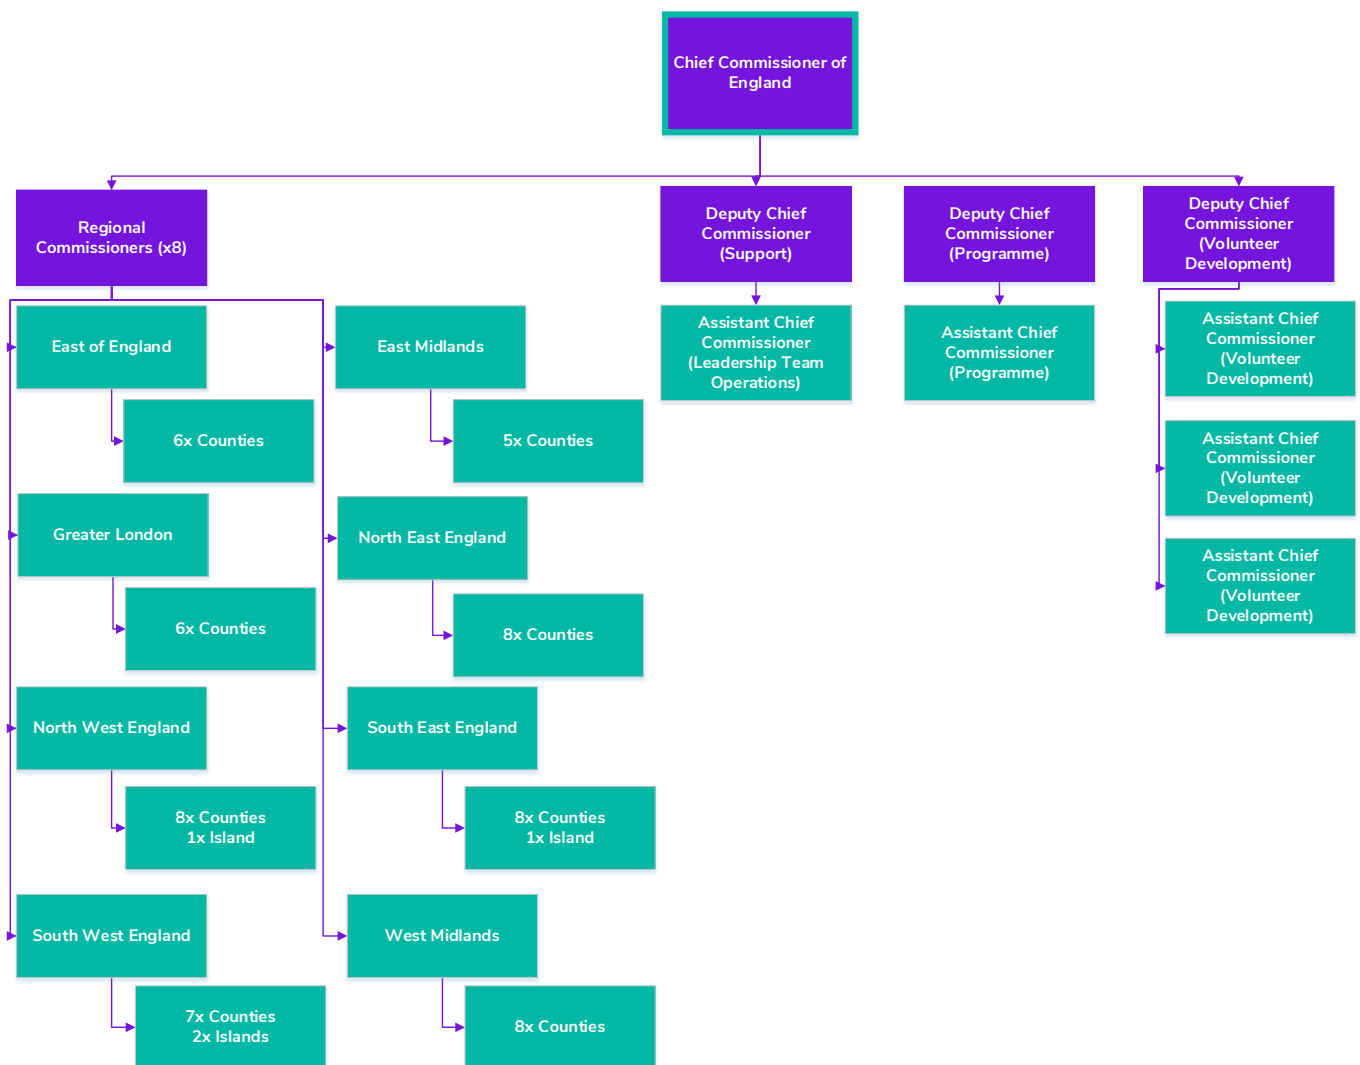 Chief Commissioner of
England
Regional
Commissioners (x8)
Deputy Chief
Commissioner
(Support)
Deputy Chief
Commissioner
(Programme)
Deputy Chief
Commissioner
(Volunteer
Development)
East of England
6x Counties
Greater London
6x Counties
North West England
8x Counties
1x Island
South West England
7x Counties
2x Islands
East Midlands
5x Counties
North East England
8x Counties
South East England
8x Counties
1x Island
West Midlands
8x Counties
Assistant Chief
Commissioner
(Leadership Team
Operations)
Assistant Chief
Commissioner
(Programme)
Assistant Chief
Commissioner
(Volunteer
Development)
Assistant Chief
Commissioner
(Volunteer
Development)
Assistant Chief
Commissioner
(Volunteer
Development)